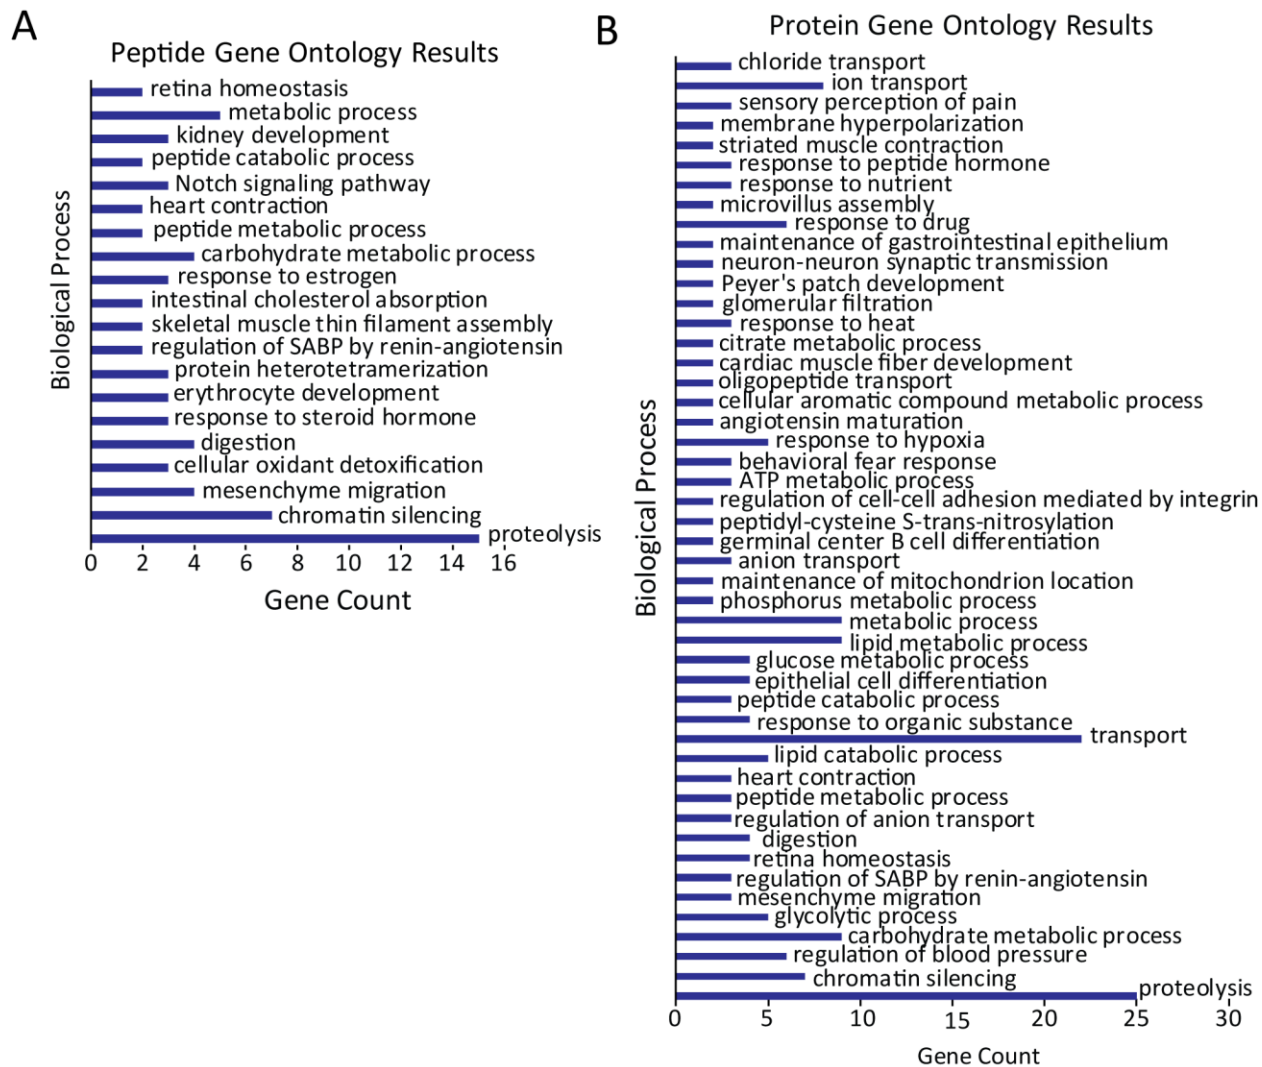 A
Peptide Gene Ontology Results
Biological Process
retina homeostasis
metabolic process
kidney development
peptide catabolic process
Notch signaling pathway
heart contraction
peptide metabolic process
carbohydrate metabolic process
response to estrogen
intestinal cholesterol absorption
skeletal muscle thin filament assembly
regulation of SABP by renin-angiotensin
protein heterotetramerization
erythrocyte development
response to steroid hormone
digestion
cellular oxidant detoxification
mesenchyme migration
chromatin silencing
proteolysis
0 2 4 6 8 10 12 14 16
Gene Count
B
Protein Gene Ontology Results
Biological Process
Biological Process
chloride transport
ion transport
sensory perception of pain
membrane hyperpolarization
striated muscle contraction
response to peptide hormone
response to nutrient
microvillus assembly
response to drug
maintenance of gastrointestinal epithelium
neuron-neuron synaptic transmission
Peyer's patch development
glomerular filtration
response to heat
citrate metabolic process
cardiac muscle fiber development
oligopeptide transport
cellular aromatic compound metabolic process
angiotensin maturation
response to hypoxia
behavioral fear response
ATP metabolic process
regulation of cell-cell adhesion mediated by integrin
peptidyl-cysteine S-trans-nitrosylation
germinal center B cell differentiation
anion transport
maintenance of mitochondrion location
phosphorus metabolic process
metabolic process
lipid metabolic process
glucose metabolic process
epithelial cell differentiation
peptide catabolic process
response to organic substance
transport
lipid catabolic process
heart contraction
peptide metabolic process
regulation of anion transport
digestion
retina homeostasis
regulation of SABP by renin-angiotensin
mesenchyme migration
glycolytic process
carbohydrate metabolic process
regulation of blood pressure
chromatin silencing
proteolysis
0 5 10 15 20 25 30
Gene Count